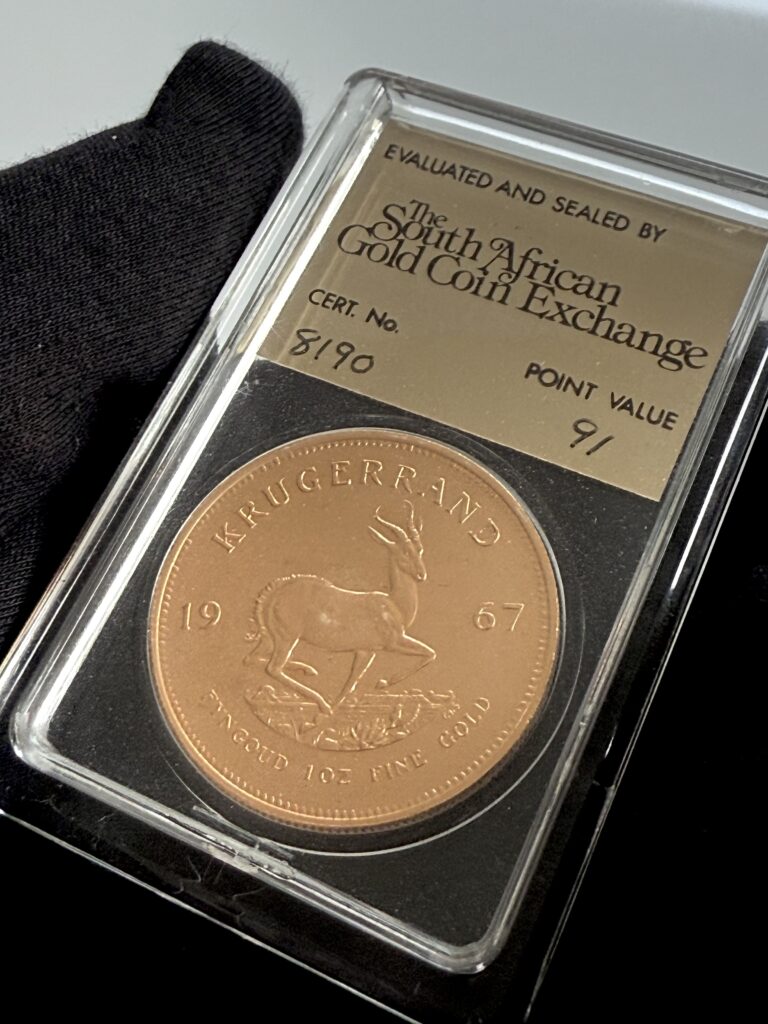 EVALUATED AND SEALED BY
The
South African
Gold Coin Exchange
CERT. No.
8190
POINT VALUE
91
KRUGERRAND
19 67
FYNGOUD 1OZ FINE GOLD